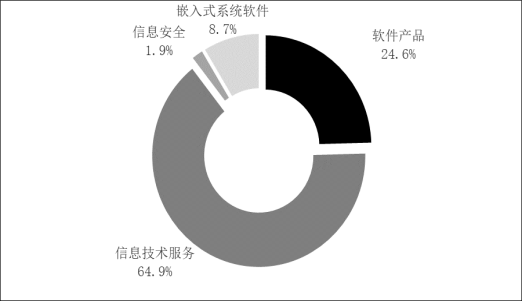 嵌入式系统软件
8.7%
信息安全
1.9%
软件产品
24.6%
信息技术服务
64.9%